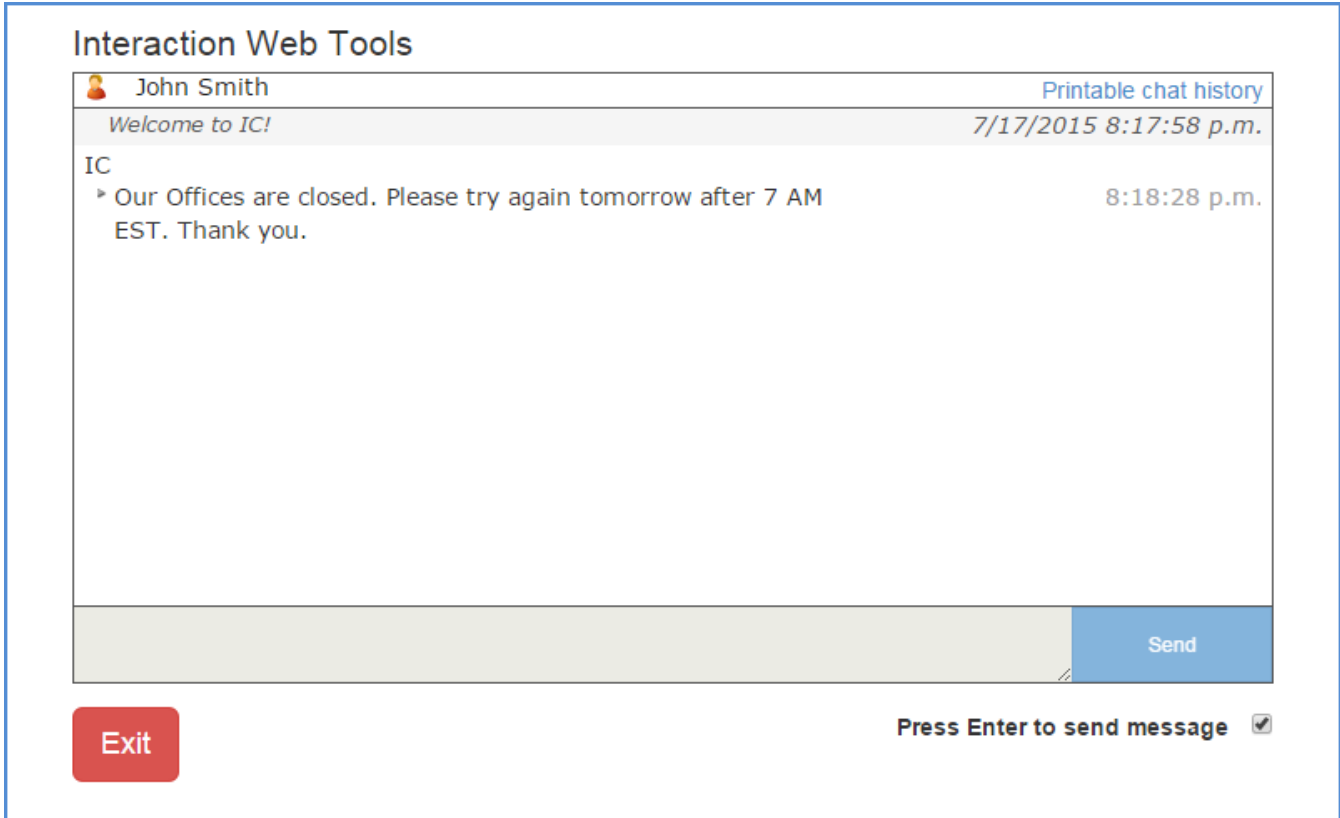 Interaction Web Tools
John Smith
Printable chat history
Welcome to IC!
7/17/2015 8:17:58 p.m.
IC
Our Offices are closed. Please try again tomorrow after 7 AM
8:18:28 p.m.
EST. Thank you.
Send
Exit
Press Enter to send message